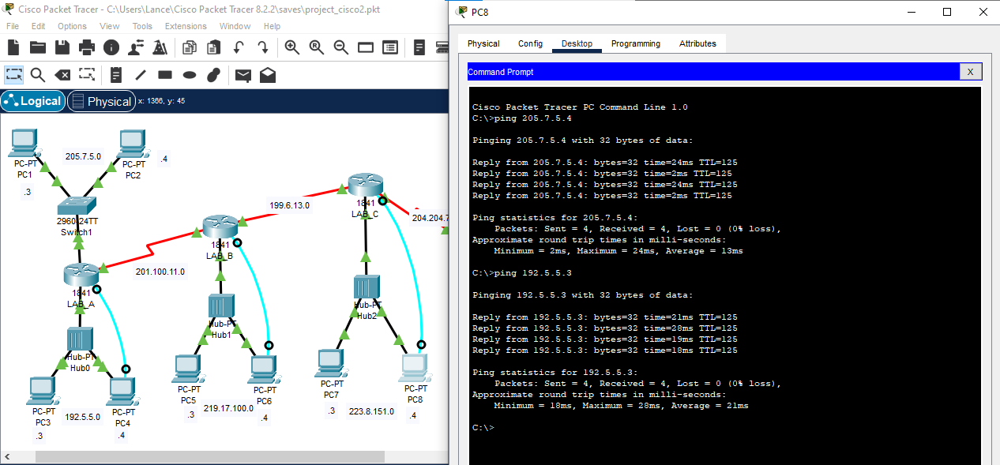 Cisco Packet Tracer - C:\Users\Lance\Cisco Packet Tracer 8.2.2\saves\project_cisco2.pkt
File Edit Options View Tools Extensions Window Help
Logical Physical x: 1366, y: 45
PC-PT
PC1
.3
205.7.5.0
PC-PT
PC2
.4
2960-24TT
Switch1
1841
LAB_A
201.100.11.0
Hub-PT
Hub0
PC-PT
PC3
.3
192.5.5.0
PC-PT
PC4
.4
1841
LAB_B
199.6.13.0
Hub-PT
Hub1
PC-PT
PC5
.3
219.17.100.0
PC-PT
PC6
.4
1841
LAB_C
204.204.7
Hub-PT
Hub2
PC-PT
PC7
.3
223.8.151.0
PC-PT
PC8
.4
PC8
Physical Config Desktop Programming Attributes
Command Prompt
X
Cisco Packet Tracer PC Command Line 1.0
C:\>ping 205.7.5.4
Pinging 205.7.5.4 with 32 bytes of data:
Reply from 205.7.5.4: bytes=32 time=24ms TTL=125
Reply from 205.7.5.4: bytes=32 time=2ms TTL=125
Reply from 205.7.5.4: bytes=32 time=24ms TTL=125
Reply from 205.7.5.4: bytes=32 time=2ms TTL=125
Ping statistics for 205.7.5.4:
Packets: Sent = 4, Received = 4, Lost = 0 (0% loss),
Approximate round trip times in milli-seconds:
Minimum = 2ms, Maximum = 24ms, Average = 13ms
C:\>ping 192.5.5.3
Pinging 192.5.5.3 with 32 bytes of data:
Reply from 192.5.5.3: bytes=32 time=21ms TTL=125
Reply from 192.5.5.3: bytes=32 time=28ms TTL=125
Reply from 192.5.5.3: bytes=32 time=19ms TTL=125
Reply from 192.5.5.3: bytes=32 time=18ms TTL=125
Ping statistics for 192.5.5.3:
Packets: Sent = 4, Received = 4, Lost = 0 (0% loss),
Approximate round trip times in milli-seconds:
Minimum = 18ms, Maximum = 28ms, Average = 21ms
C:\>